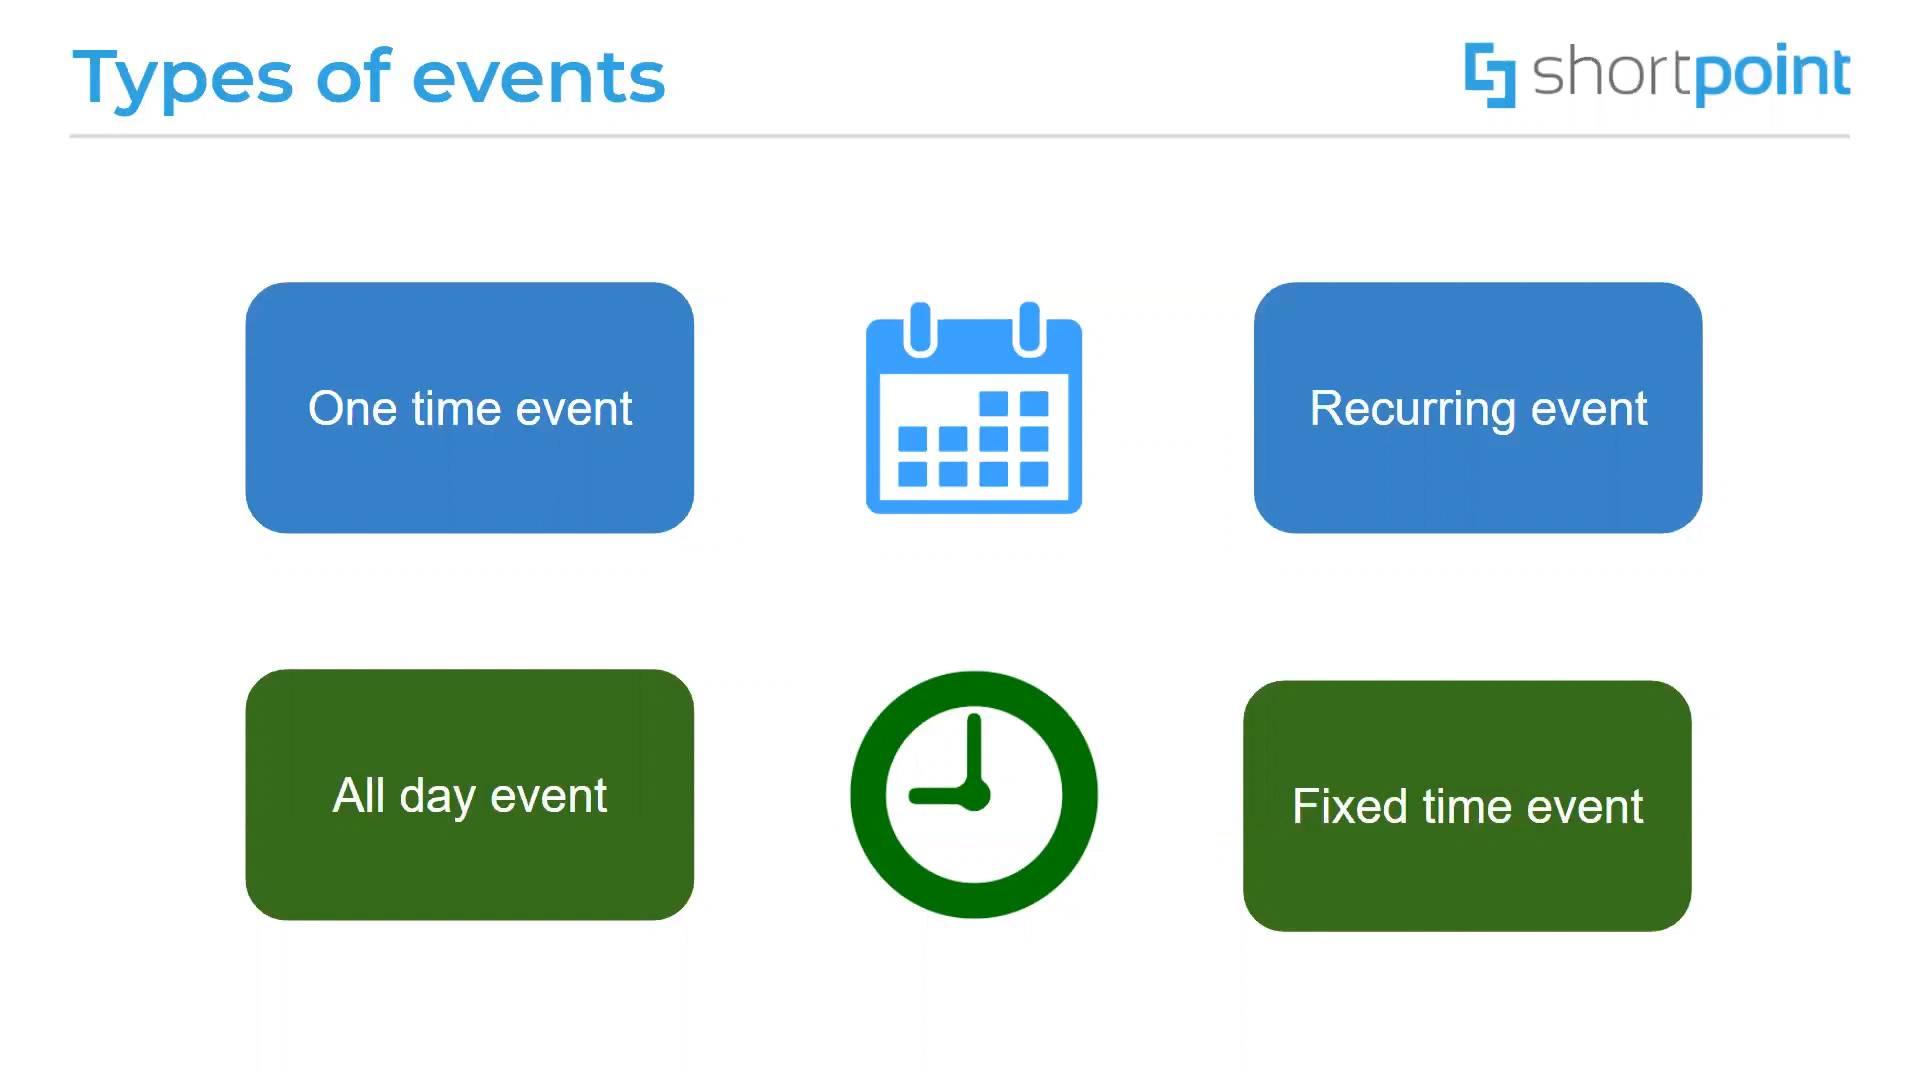 Types of events
shortpoint
One time event
Recurring event
All day event
Fixed time event